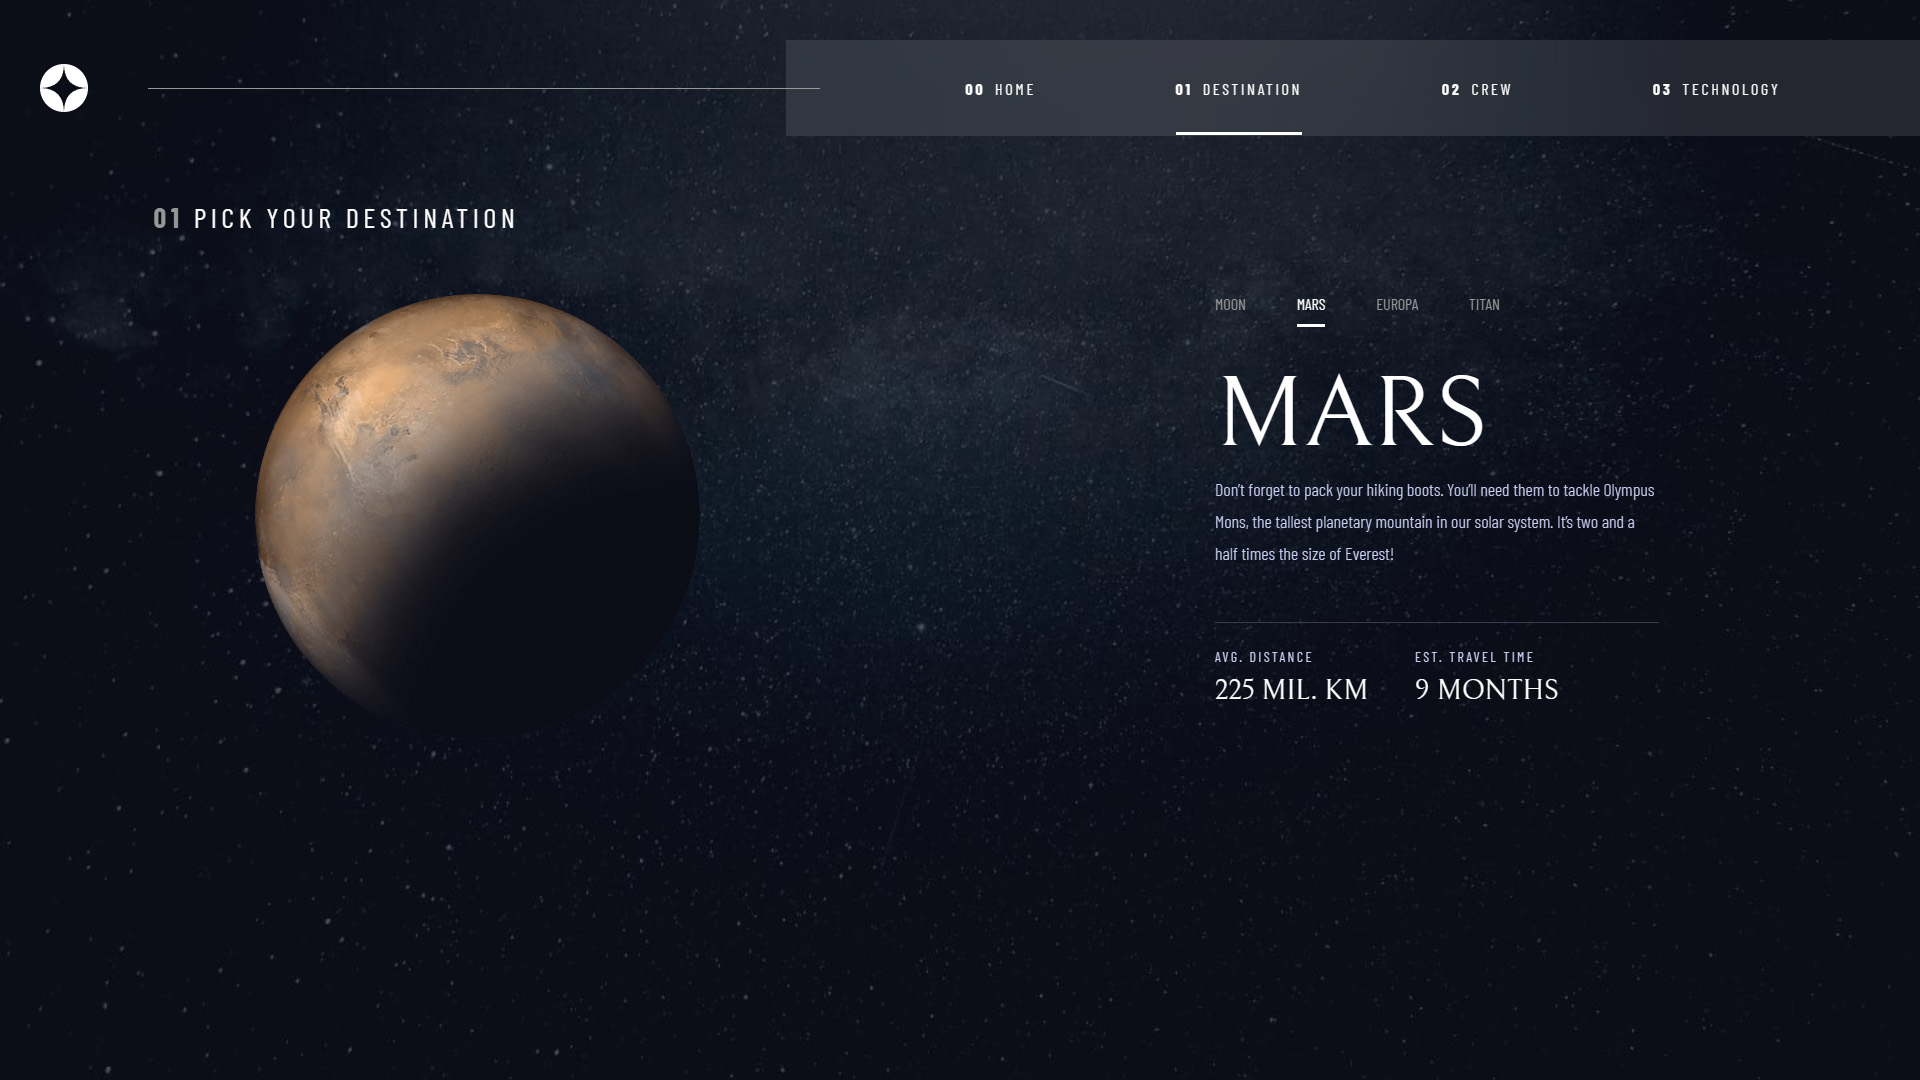 00 HOME 01 DESTINATION 02 CREW 03 TECHNOLOGY
01 PICK YOUR DESTINATION
MOON MARS EUROPA TITAN
MARS
Don’t forget to pack your hiking boots. You’ll need them to tackle Olympus
Mons, the tallest planetary mountain in our solar system. It’s two and a
half times the size of Everest!
AVG. DISTANCE
225 MIL. KM
EST. TRAVEL TIME
9 MONTHS